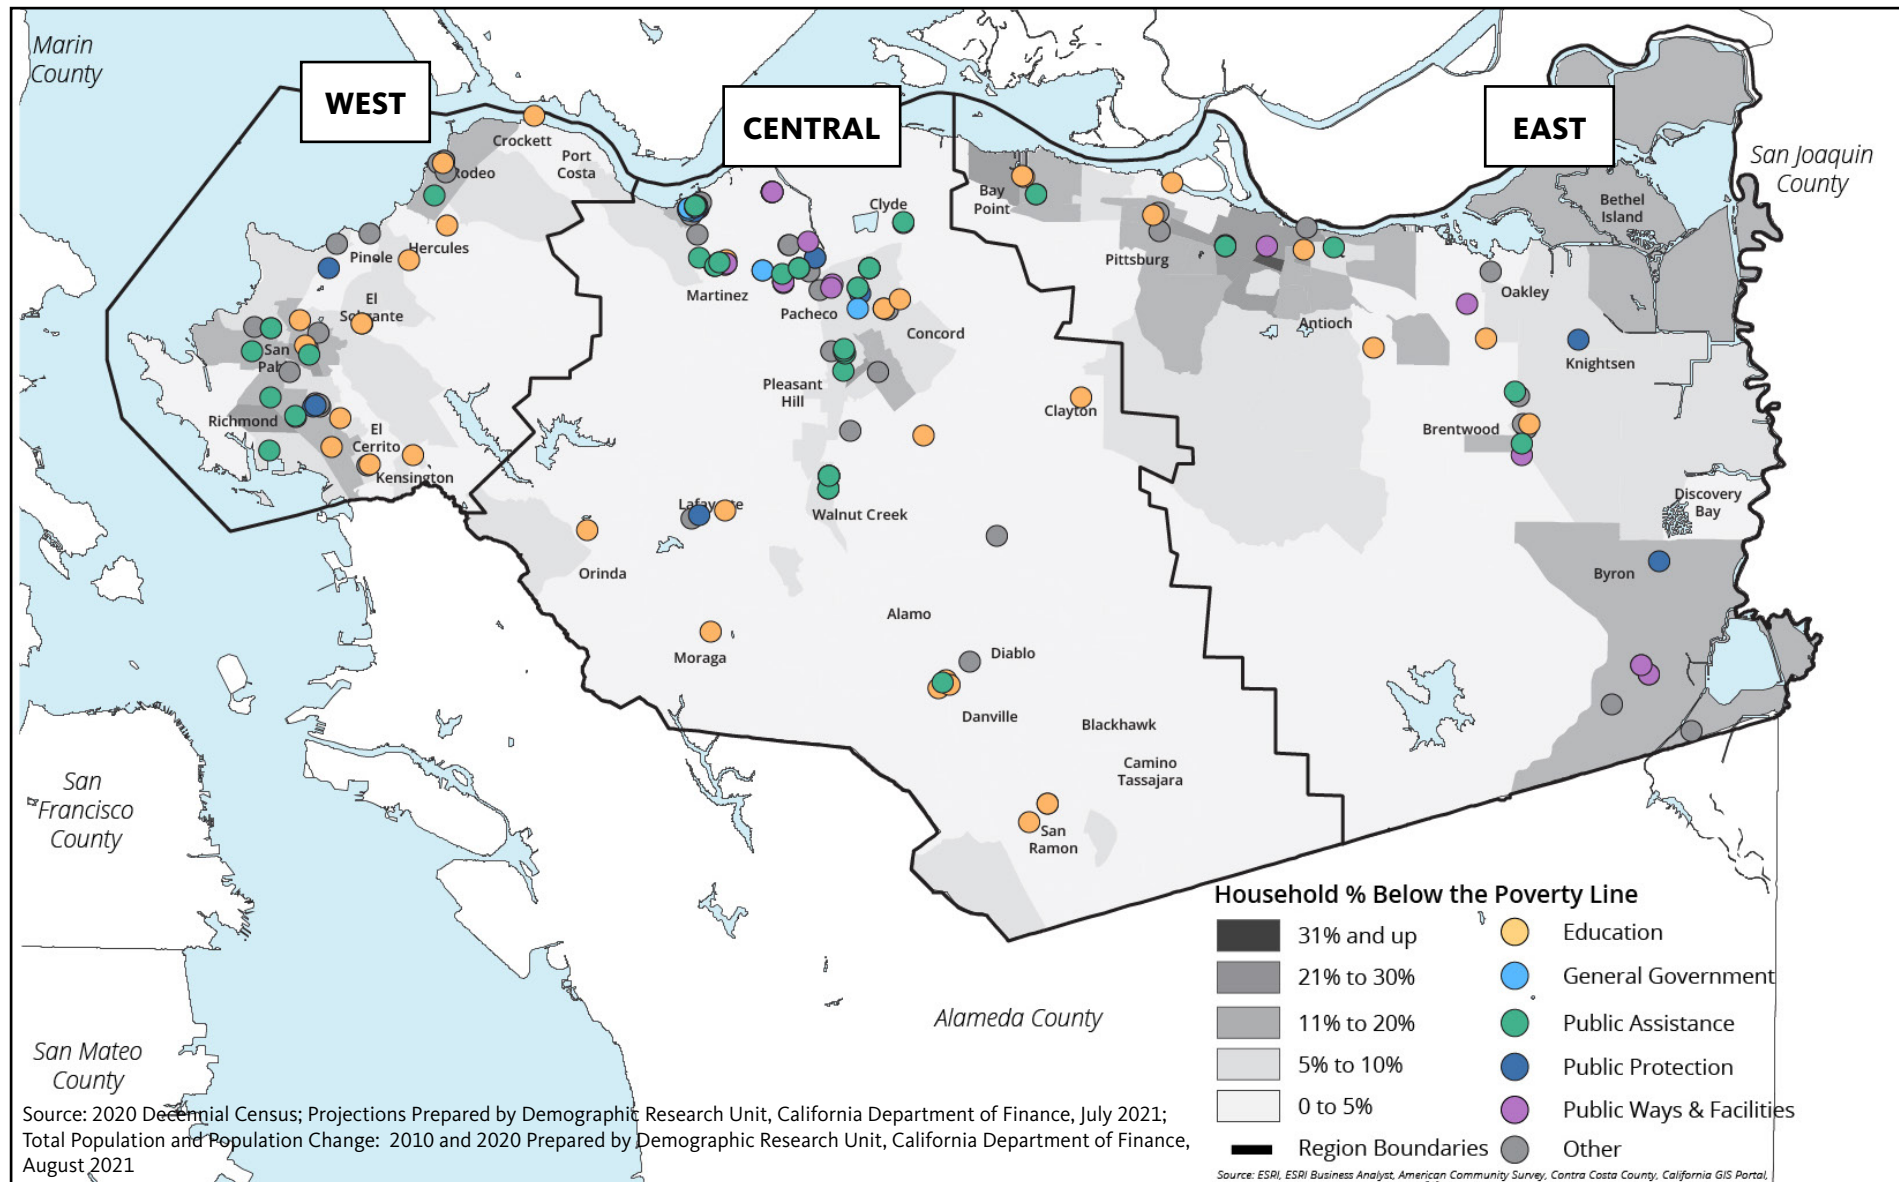 Marin
County
WEST
CENTRAL
EAST
San Joaquin
County
Crockett
Port
Costa
Rodeo
Hercules
Pinole
El
Sobrante
San
Pablo
Richmond
El
Cerrito
Kensington
Clyde
Martinez
Pacheco
Concord
Pleasant
Hill
Clayton
Lafayette
Walnut Creek
Orinda
Moraga
Alamo
Diablo
Danville
Blackhawk
Camino
Tassajara
San
Ramon
Bay
Point
Pittsburg
Antioch
Oakley
Bethel
Island
Knightsen
Brentwood
Discovery
Bay
Byron
San
Francisco
County
San Mateo
County
Alameda County
Household % Below the Poverty Line
31% and up
21% to 30%
11% to 20%
5% to 10%
0 to 5%
Region Boundaries
Education
General Government
Public Assistance
Public Protection
Public Ways & Facilities
Other
Source: ESRI, ESRI Business Analyst, American Community Survey, Contra Costa County, California GIS Portal,
Source: 2020 Decennial Census; Projections Prepared by Demographic Research Unit, California Department of Finance, July 2021;
Total Population and Population Change: 2010 and 2020 Prepared by Demographic Research Unit, California Department of Finance,
August 2021